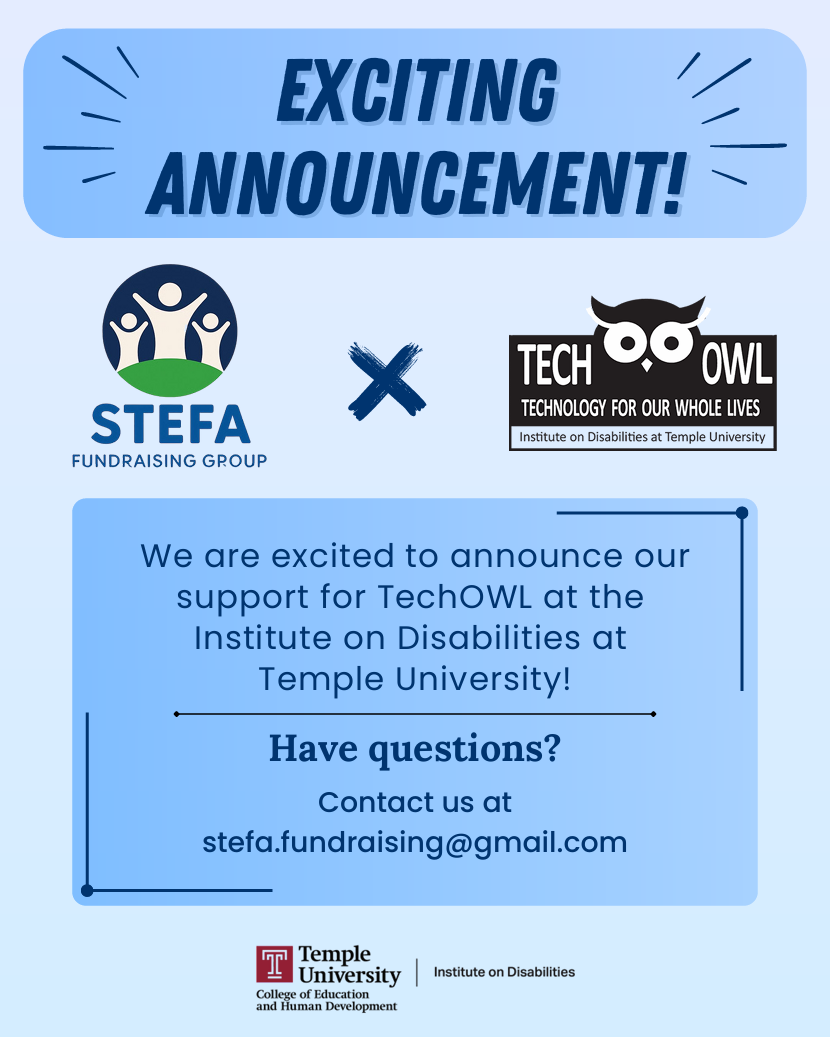 EXCITING
ANNOUNCEMENT!
STEFA
FUNDRAISING GROUP
TECH OWL
TECHNOLOGY FOR OUR WHOLE LIVES
Institute on Disabilities at Temple University
We are excited to announce our
support for TechOWL at the
Institute on Disabilities at
Temple University!
Have questions?
Contact us at
stefa.fundraising@gmail.com
Temple
University
College of Education
and Human Development
Institute on Disabilities